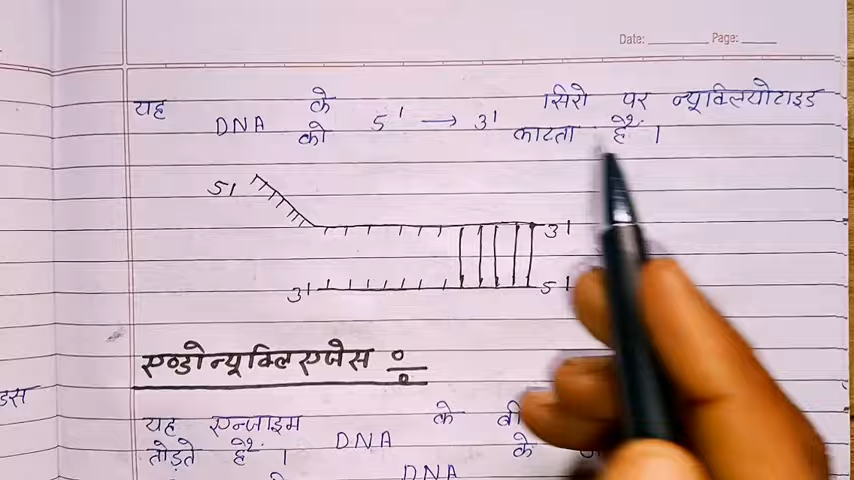 Date: Page:
यह DNA के 5' → 3' सिरो पर न्यूक्लियोटाइड
को काटता है ।
5'
3'
3'
5'
एण्डोन्यूक्लिएजेस
यह एन्जाइम DNA के
तोड़ते है । DNA के